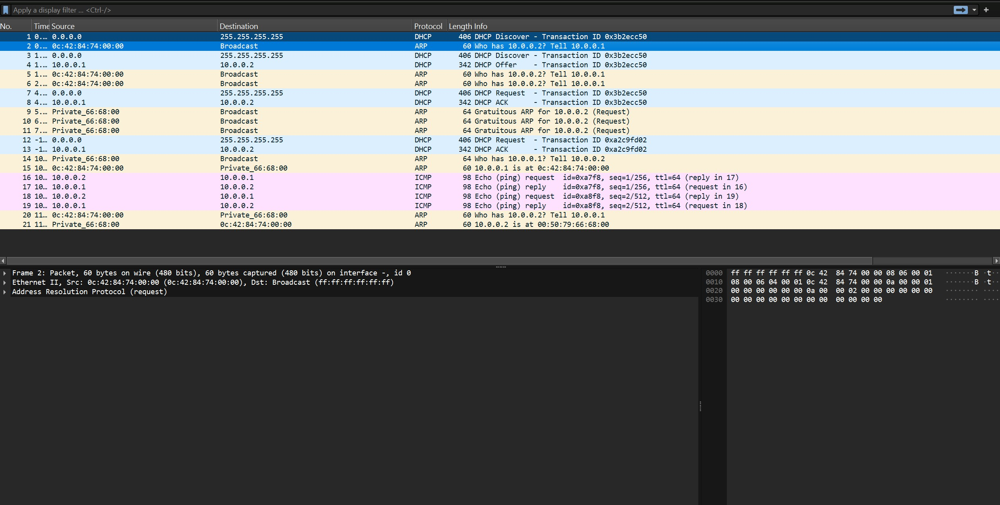 Apply a display filter ... <Ctrl-/>
No. Time Source Destination Protocol Length Info
1 0.… 0.0.0.0 255.255.255.255 DHCP 406 DHCP Discover - Transaction ID 0x3b2ecc50
2 0.… 0c:42:84:74:00:00 Broadcast ARP 60 Who has 10.0.0.2? Tell 10.0.0.1
3 1.… 0.0.0.0 255.255.255.255 DHCP 406 DHCP Discover - Transaction ID 0x3b2ecc50
4 1.… 10.0.0.1 10.0.0.2 DHCP 342 DHCP Offer - Transaction ID 0x3b2ecc50
5 1.… 0c:42:84:74:00:00 Broadcast ARP 60 Who has 10.0.0.2? Tell 10.0.0.1
6 2.… 0c:42:84:74:00:00 Broadcast ARP 60 Who has 10.0.0.2? Tell 10.0.0.1
7 4.… 0.0.0.0 255.255.255.255 DHCP 406 DHCP Request - Transaction ID 0x3b2ecc50
8 4.… 10.0.0.1 10.0.0.2 DHCP 342 DHCP ACK - Transaction ID 0x3b2ecc50
9 5.… Private_66:68:00 Broadcast ARP 64 Gratuitous ARP for 10.0.0.2 (Request)
10 6.… Private_66:68:00 Broadcast ARP 64 Gratuitous ARP for 10.0.0.2 (Request)
11 7.… Private_66:68:00 Broadcast ARP 64 Gratuitous ARP for 10.0.0.2 (Request)
12 -1… 0.0.0.0 255.255.255.255 DHCP 406 DHCP Request - Transaction ID 0xa2c9fd02
13 -1… 10.0.0.1 10.0.0.2 DHCP 342 DHCP ACK - Transaction ID 0xa2c9fd02
14 10… Private_66:68:00 Broadcast ARP 64 Who has 10.0.0.1? Tell 10.0.0.2
15 10… 0c:42:84:74:00:00 Private_66:68:00 ARP 60 10.0.0.1 is at 0c:42:84:74:00:00
16 10… 10.0.0.2 10.0.0.1 ICMP 98 Echo (ping) request id=0xa7f8, seq=1/256, ttl=64 (reply in 17)
17 10… 10.0.0.1 10.0.0.2 ICMP 98 Echo (ping) reply id=0xa7f8, seq=1/256, ttl=64 (request in 16)
18 10… 10.0.0.2 10.0.0.1 ICMP 98 Echo (ping) request id=0xa8f8, seq=2/512, ttl=64 (reply in 19)
19 10… 10.0.0.1 10.0.0.2 ICMP 98 Echo (ping) reply id=0xa8f8, seq=2/512, ttl=64 (request in 18)
20 11… 0c:42:84:74:00:00 Private_66:68:00 ARP 60 Who has 10.0.0.2? Tell 10.0.0.1
21 11… Private_66:68:00 0c:42:84:74:00:00 ARP 60 10.0.0.2 is at 00:50:79:66:68:00
Frame 2: Packet, 60 bytes on wire (480 bits), 60 bytes captured (480 bits) on interface -, id 0
Ethernet II, Src: 0c:42:84:74:00:00 (0c:42:84:74:00:00), Dst: Broadcast (ff:ff:ff:ff:ff:ff)
Address Resolution Protocol (request)
0000 ff ff ff ff ff ff 0c 42 84 74 00 00 08 06 00 01 ·······B ·t··
0010 08 00 06 04 00 01 0c 42 84 74 00 00 0a 00 00 01 ·······B ·t··
0020 00 00 00 00 00 00 0a 00 00 02 00 00 00 00 00 00 ········ ····
0030 00 00 00 00 00 00 00 00 00 00 00 00 ········ ····